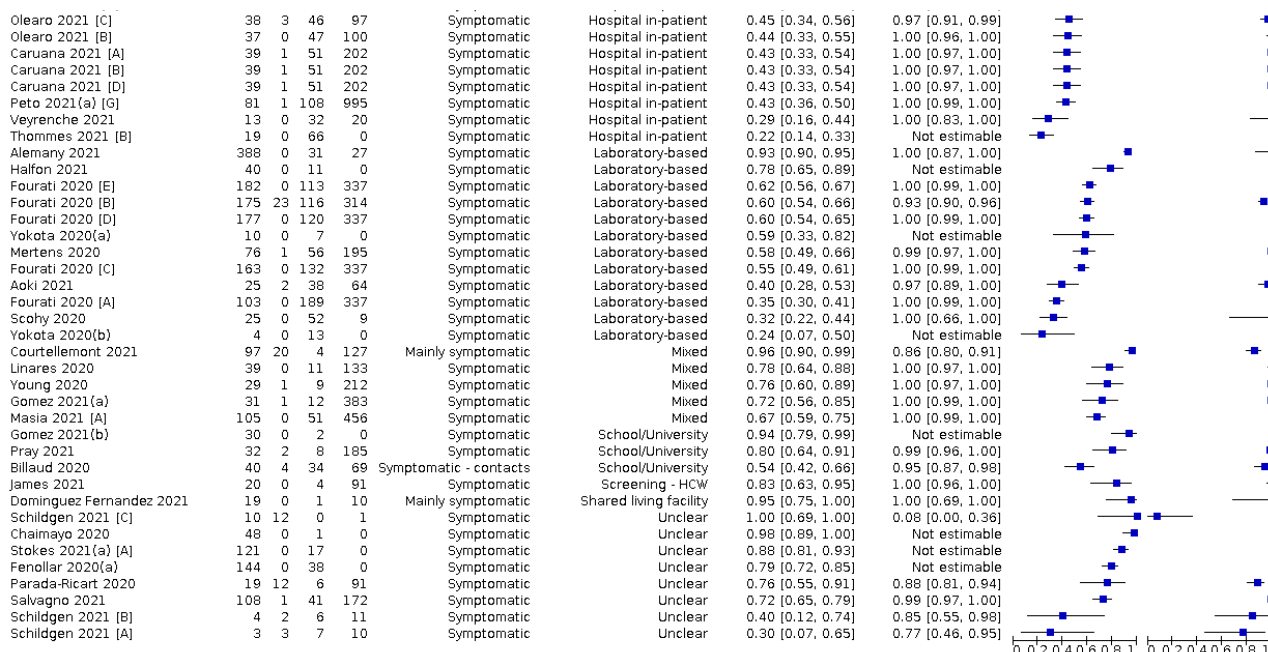 Olearo 2021 [C] 38 3 46 97 Symptomatic Hospital in-patient 0.45 [0.34, 0.56] 0.97 [0.91, 0.99]
Olearo 2021 [B] 37 0 47 100 Symptomatic Hospital in-patient 0.44 [0.33, 0.55] 1.00 [0.96, 1.00]
Caruana 2021 [A] 39 1 51 202 Symptomatic Hospital in-patient 0.43 [0.33, 0.54] 1.00 [0.97, 1.00]
Caruana 2021 [B] 39 1 51 202 Symptomatic Hospital in-patient 0.43 [0.33, 0.54] 1.00 [0.97, 1.00]
Caruana 2021 [D] 39 1 51 202 Symptomatic Hospital in-patient 0.43 [0.33, 0.54] 1.00 [0.97, 1.00]
Peto 2021(a) [G] 81 1 108 995 Symptomatic Hospital in-patient 0.43 [0.36, 0.50] 1.00 [0.99, 1.00]
Veyrenche 2021 13 0 32 20 Symptomatic Hospital in-patient 0.29 [0.16, 0.44] 1.00 [0.83, 1.00]
Thommes 2021 [B] 19 0 66 0 Symptomatic Hospital in-patient 0.22 [0.14, 0.33] Not estimable
Alemany 2021 388 0 31 27 Symptomatic Laboratory-based 0.93 [0.90, 0.95] 1.00 [0.87, 1.00]
Halfon 2021 40 0 11 0 Symptomatic Laboratory-based 0.78 [0.65, 0.89] Not estimable
Fourati 2020 [E] 182 0 113 337 Symptomatic Laboratory-based 0.62 [0.56, 0.67] 1.00 [0.99, 1.00]
Fourati 2020 [B] 175 23 116 314 Symptomatic Laboratory-based 0.60 [0.54, 0.66] 0.93 [0.90, 0.96]
Fourati 2020 [D] 177 0 120 337 Symptomatic Laboratory-based 0.60 [0.54, 0.65] 1.00 [0.99, 1.00]
Yokota 2020(a) 10 0 7 0 Symptomatic Laboratory-based 0.59 [0.33, 0.82] Not estimable
Mertens 2020 76 1 56 195 Symptomatic Laboratory-based 0.58 [0.49, 0.66] 0.99 [0.97, 1.00]
Fourati 2020 [C] 163 0 132 337 Symptomatic Laboratory-based 0.55 [0.49, 0.61] 1.00 [0.99, 1.00]
Aoki 2021 25 2 38 64 Symptomatic Laboratory-based 0.40 [0.28, 0.53] 0.97 [0.89, 1.00]
Fourati 2020 [A] 103 0 189 337 Symptomatic Laboratory-based 0.35 [0.30, 0.41] 1.00 [0.99, 1.00]
Scohy 2020 25 0 52 9 Symptomatic Laboratory-based 0.32 [0.22, 0.44] 1.00 [0.66, 1.00]
Yokota 2020(b) 4 0 13 0 Symptomatic Laboratory-based 0.24 [0.07, 0.50] Not estimable
Courtellemont 2021 97 20 4 127 Mainly symptomatic Mixed 0.96 [0.90, 0.99] 0.86 [0.80, 0.91]
Linares 2020 39 0 11 133 Symptomatic Mixed 0.78 [0.64, 0.88] 1.00 [0.97, 1.00]
Young 2020 29 1 9 212 Symptomatic Mixed 0.76 [0.60, 0.89] 1.00 [0.97, 1.00]
Gomez 2021(a) 31 1 12 383 Symptomatic Mixed 0.72 [0.56, 0.85] 1.00 [0.99, 1.00]
Masia 2021 [A] 105 0 51 456 Symptomatic Mixed 0.67 [0.59, 0.75] 1.00 [0.99, 1.00]
Gomez 2021(b) 30 0 2 0 Symptomatic School/University 0.94 [0.79, 0.99] Not estimable
Pray 2021 32 2 8 185 Symptomatic School/University 0.80 [0.64, 0.91] 0.99 [0.96, 1.00]
Billaud 2020 40 4 34 69 Symptomatic - contacts School/University 0.54 [0.42, 0.66] 0.95 [0.87, 0.98]
James 2021 20 0 4 91 Symptomatic Screening - HCW 0.83 [0.63, 0.95] 1.00 [0.96, 1.00]
Dominguez Fernandez 2021 19 0 1 10 Mainly symptomatic Shared living facility 0.95 [0.75, 1.00] 1.00 [0.69, 1.00]
Schildgen 2021 [C] 10 12 0 1 Symptomatic Unclear 1.00 [0.69, 1.00] 0.08 [0.00, 0.36]
Chaimayo 2020 48 0 1 0 Symptomatic Unclear 0.98 [0.89, 1.00] Not estimable
Stokes 2021(a) [A] 121 0 17 0 Symptomatic Unclear 0.88 [0.81, 0.93] Not estimable
Fenollar 2020(a) 144 0 38 0 Symptomatic Unclear 0.79 [0.72, 0.85] Not estimable
Parada-Ricart 2020 19 12 6 91 Symptomatic Unclear 0.76 [0.55, 0.91] 0.88 [0.81, 0.94]
Salvagno 2021 108 1 41 172 Symptomatic Unclear 0.72 [0.65, 0.79] 0.99 [0.97, 1.00]
Schildgen 2021 [B] 4 2 6 11 Symptomatic Unclear 0.40 [0.12, 0.74] 0.85 [0.55, 0.98]
Schildgen 2021 [A] 3 3 7 10 Symptomatic Unclear 0.30 [0.07, 0.65] 0.77 [0.46, 0.95]
0 0.2 0.4 0.6 0.8 1 0 0.2 0.4 0.6 0.8 1